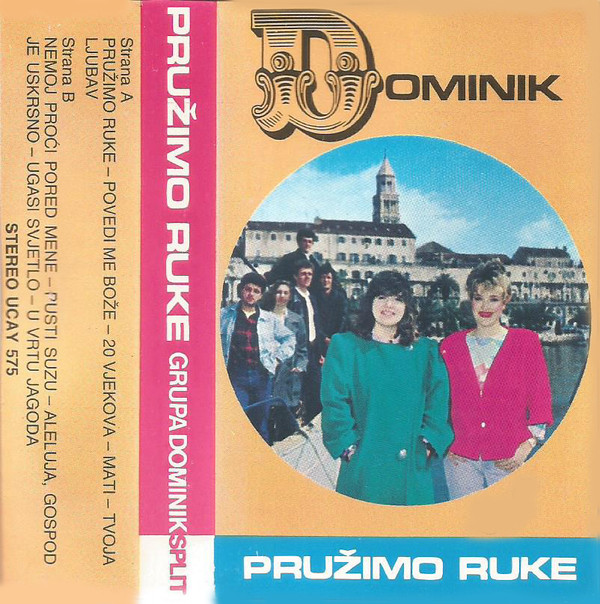 Strana A
PRUŽIMO RUKE – POVEDI ME BOŽE – 20 VJEKOVA – MATI – TVOJA
LJUBAV
Strana B
NEMOJ PROĆI PORED MENE – PUSTI SUZU – ALELUJA, GOSPOD
JE USKRSNO – UGASI SVJETLO – U VRTU JAGODA
STEREO UCAY 575
PRUŽIMO RUKE GRUPA DOMINIK SPLIT
DOMINIK
PRUŽIMO RUKE